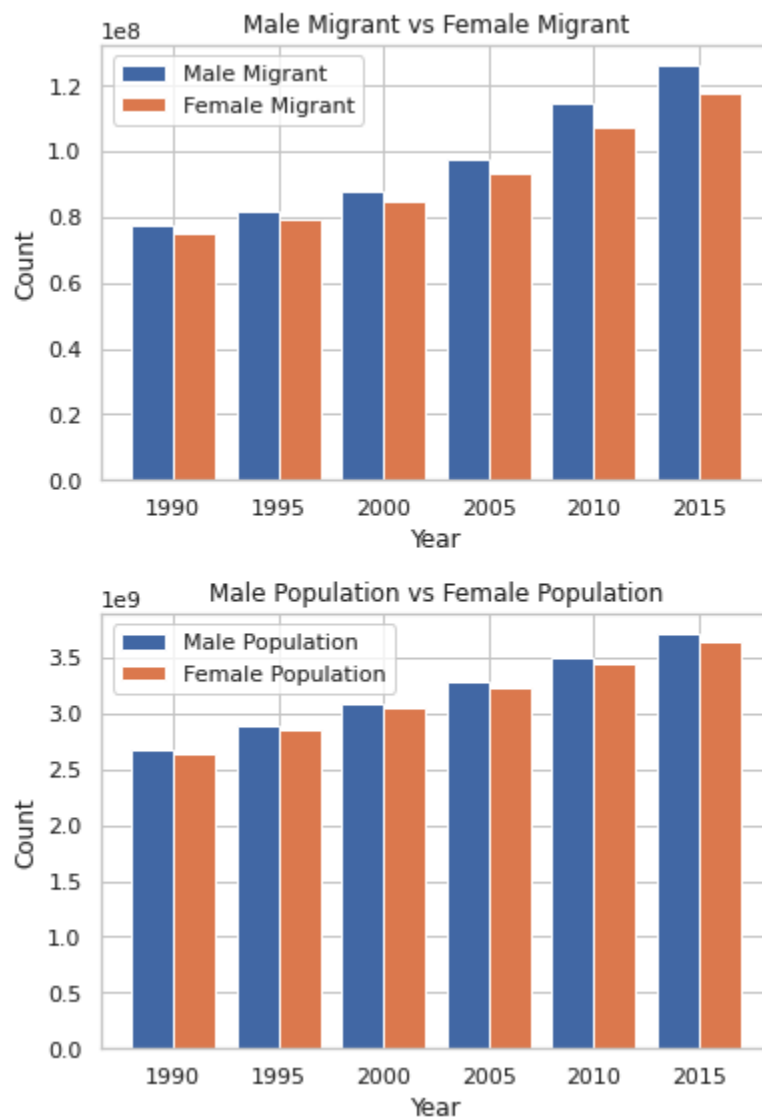 Male Migrant vs Female Migrant
1e8
Male Migrant
Female Migrant
1.2
1.0
0.8
0.6
0.4
0.2
0.0
Count
1990 1995 2000 2005 2010 2015
Year
Male Population vs Female Population
1e9
Male Population
Female Population
3.5
3.0
2.5
2.0
1.5
1.0
0.5
0.0
Count
1990 1995 2000 2005 2010 2015
Year